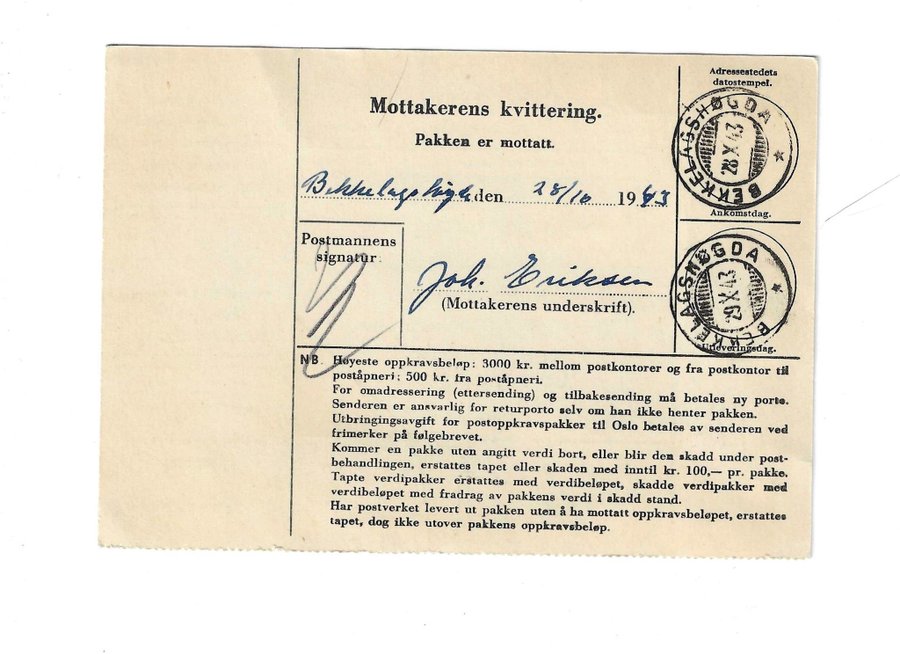 Adressestedets
datostempel.
Mottakerens kvittering.
Pakken er mottatt.
BEKKELAGSHØGDA
28 X 43
Bekkelagshøgda den 28/10 1943
Ankomstdag.
Postmannens
signatur:
BEKKELAGSHØGDA
29 X 43
Joh. Eriksen
(Mottakerens underskrift).
Utleveringsdag.
NB. Høyeste oppkravsbeløp: 3000 kr. mellom postkontorer og fra postkontor til
poståpneri; 500 kr. fra poståpneri.
For omadressering (ettersending) og tilbakesending må betales ny porto.
Senderen er ansvarlig for returporto selv om han ikke henter pakken.
Utbringingsavgift for postoppkravspakker til Oslo betales av senderen ved
frimerker på følgebrevet.
Kommer en pakke uten angitt verdi bort, eller blir den skadd under post-
behandlingen, erstattes tapet eller skaden med inntil kr. 100,— pr. pakke.
Tapte verdipakker erstattes med verdibeløpet, skadde verdipakker med
verdibeløpet med fradrag av pakkens verdi i skadd stand.
Har postverket levert ut pakken uten å ha mottatt oppkravsbeløpet, erstattes
tapet, dog ikke utover pakkens oppkravsbeløp.